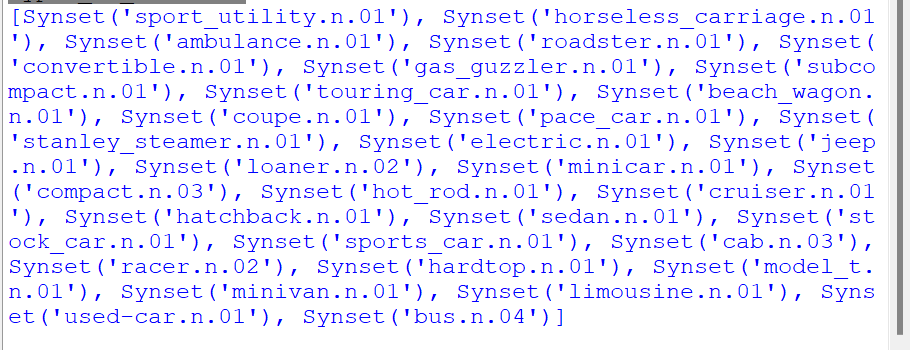 [Synset('sport_utility.n.01'), Synset('horseless_carriage.n.01
'), Synset('ambulance.n.01'), Synset('roadster.n.01'), Synset(
'convertible.n.01'), Synset('gas_guzzler.n.01'), Synset('subco
mpact.n.01'), Synset('touring_car.n.01'), Synset('beach_wagon.
n.01'), Synset('coupe.n.01'), Synset('pace_car.n.01'), Synset(
'stanley_steamer.n.01'), Synset('electric.n.01'), Synset('jeep
.n.01'), Synset('loaner.n.02'), Synset('minicar.n.01'), Synset
('compact.n.03'), Synset('hot_rod.n.01'), Synset('cruiser.n.01
'), Synset('hatchback.n.01'), Synset('sedan.n.01'), Synset('st
ock_car.n.01'), Synset('sports_car.n.01'), Synset('cab.n.03'),
Synset('racer.n.02'), Synset('hardtop.n.01'), Synset('model_t.
n.01'), Synset('minivan.n.01'), Synset('limousine.n.01'), Syns
et('used-car.n.01'), Synset('bus.n.04')]